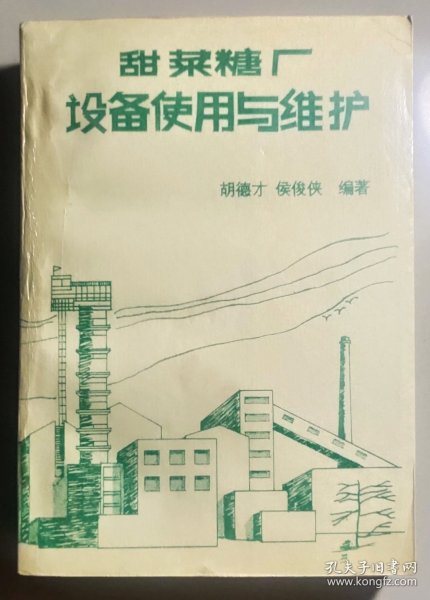 甜菜糖厂
设备使用与维护
胡德才 侯俊侠 编著
孔夫子旧书网
www.kongfz.com